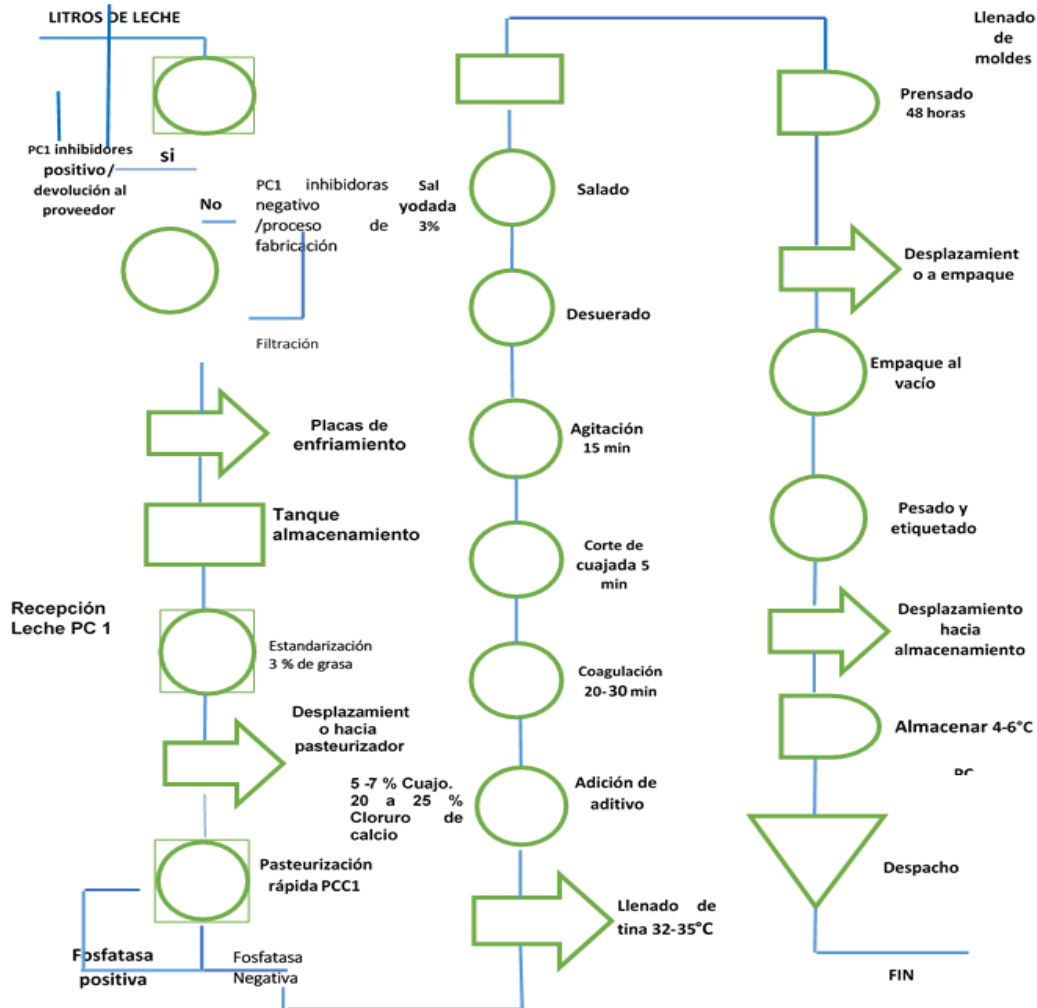 LITROS DE LECHE
PC1 inhibidores
positivo/
devolución al
proveedor
si
No
PC1 inhibidoras
negativo
/proceso de
fabricación
Filtración
Placas de
enfriamiento
Tanque
almacenamiento
Recepción
Leche PC 1
Estandarización
3 % de grasa
Desplazamient
o hacia
pasteurizador
Pasteurización
rápida PCC1
Fosfatasa
positiva
Fosfatasa
Negativa
Sal
yodada
3%
Salado
Desuerado
Agitación
15 min
Corte de
cuajada 5
min
Coagulación
20-30 min
5 -7 % Cuajo.
20 a 25 %
Cloruro de
calcio
Adición de
aditivo
Llenado de
tina 32-35°C
Llenado
de
moldes
Prensado
48 horas
Desplazamient
o a empaque
Empaque al
vacío
Pesado y
etiquetado
Desplazamiento
hacia
almacenamiento
Almacenar 4-6°C
PC
Despacho
FIN